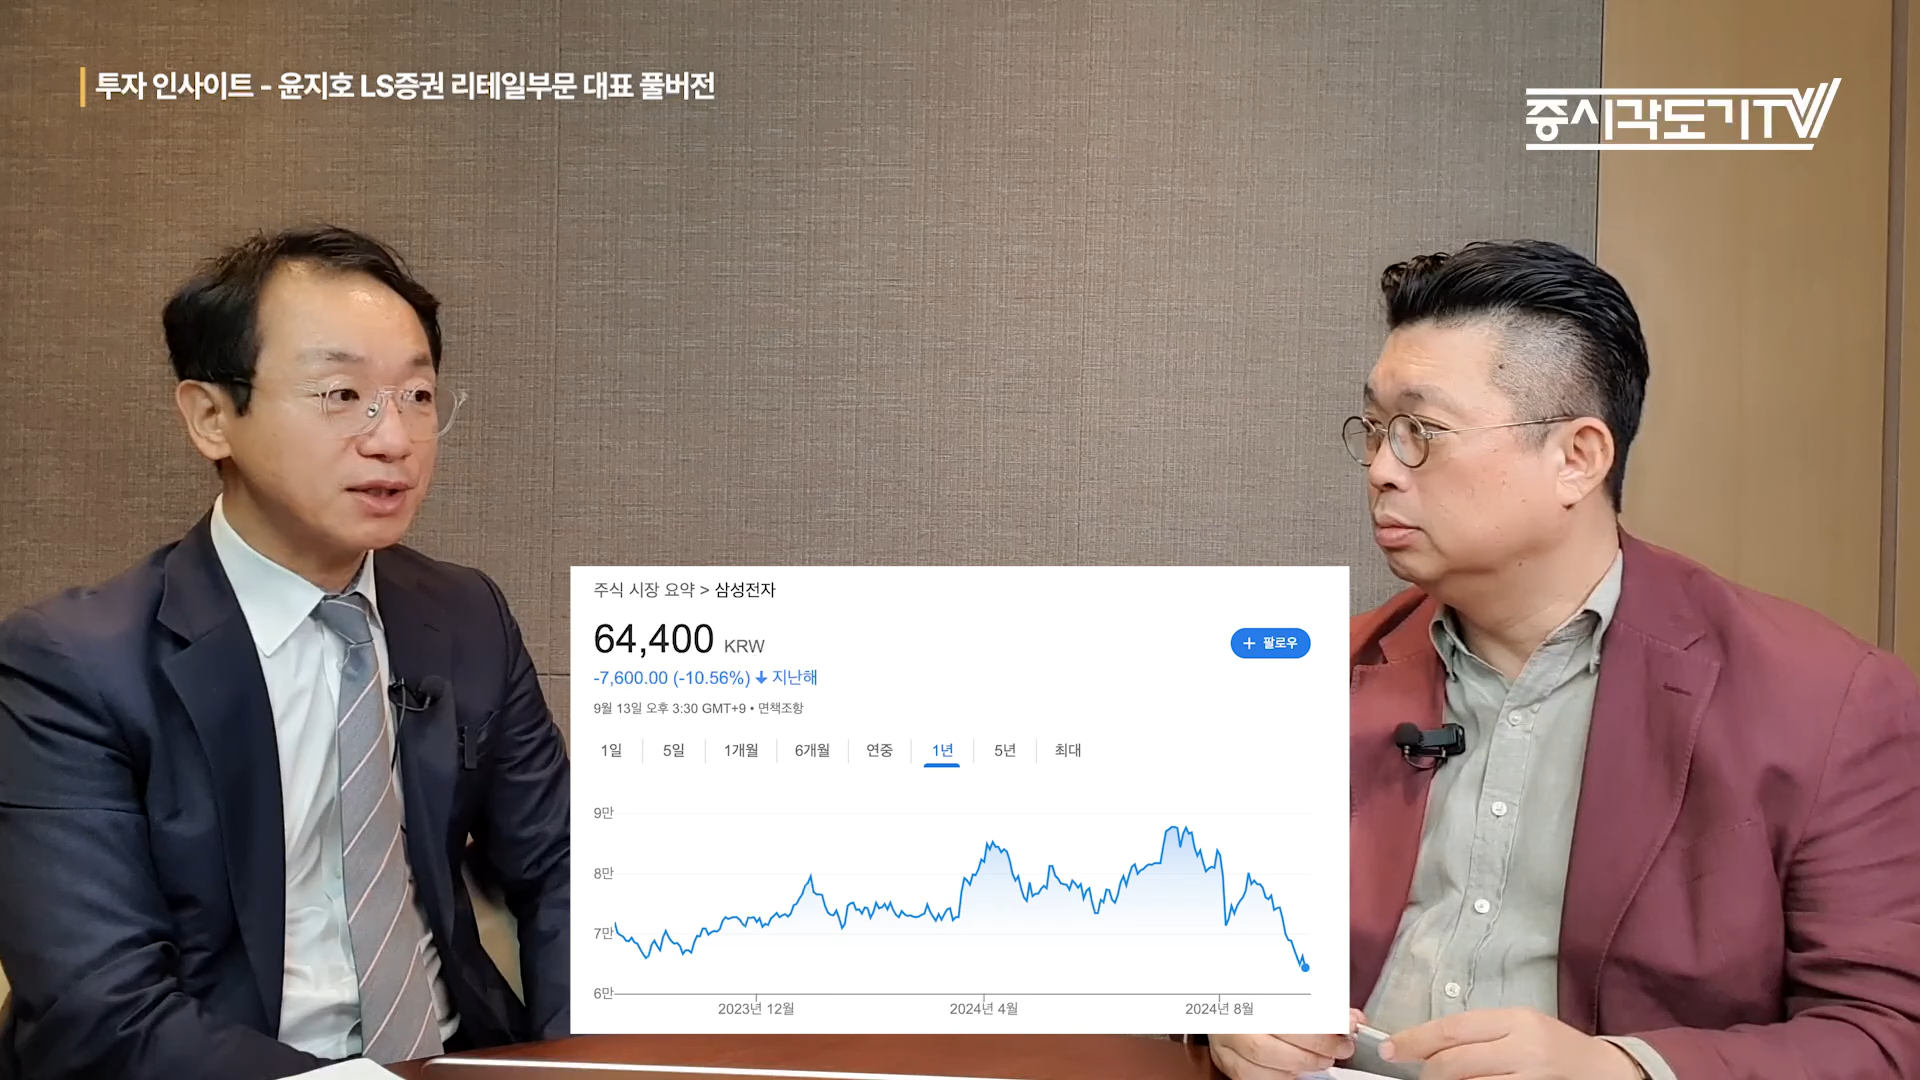 투자 인사이트 - 윤지호 LS증권 리테일부문 대표 풀버전
증시각도기TV
주식 시장 요약 > 삼성전자
64,400 KRW
+ 팔로우
-7,600.00 (-10.56%) ↓ 지난해
9월 13일 오후 3:30 GMT+9 • 면책조항
1일 5일 1개월 6개월 연중 1년 5년 최대
9만
8만
7만
6만
2023년 12월 2024년 4월 2024년 8월